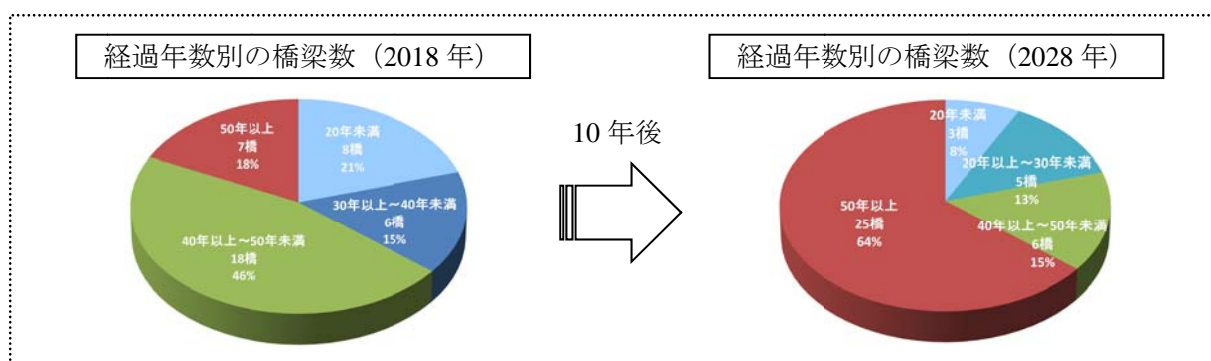 経過年数別の橋梁数（2018 年）
50年以上
7橋
18%
20年未満
8橋
21%
30年以上～40年未満
6橋
15%
40年以上～50年未満
18橋
46%
10 年後
経過年数別の橋梁数（2028 年）
20年未満
3橋
8%
20年以上～30年未満
5橋
13%
40年以上～50年未満
6橋
15%
50年以上
25橋
64%